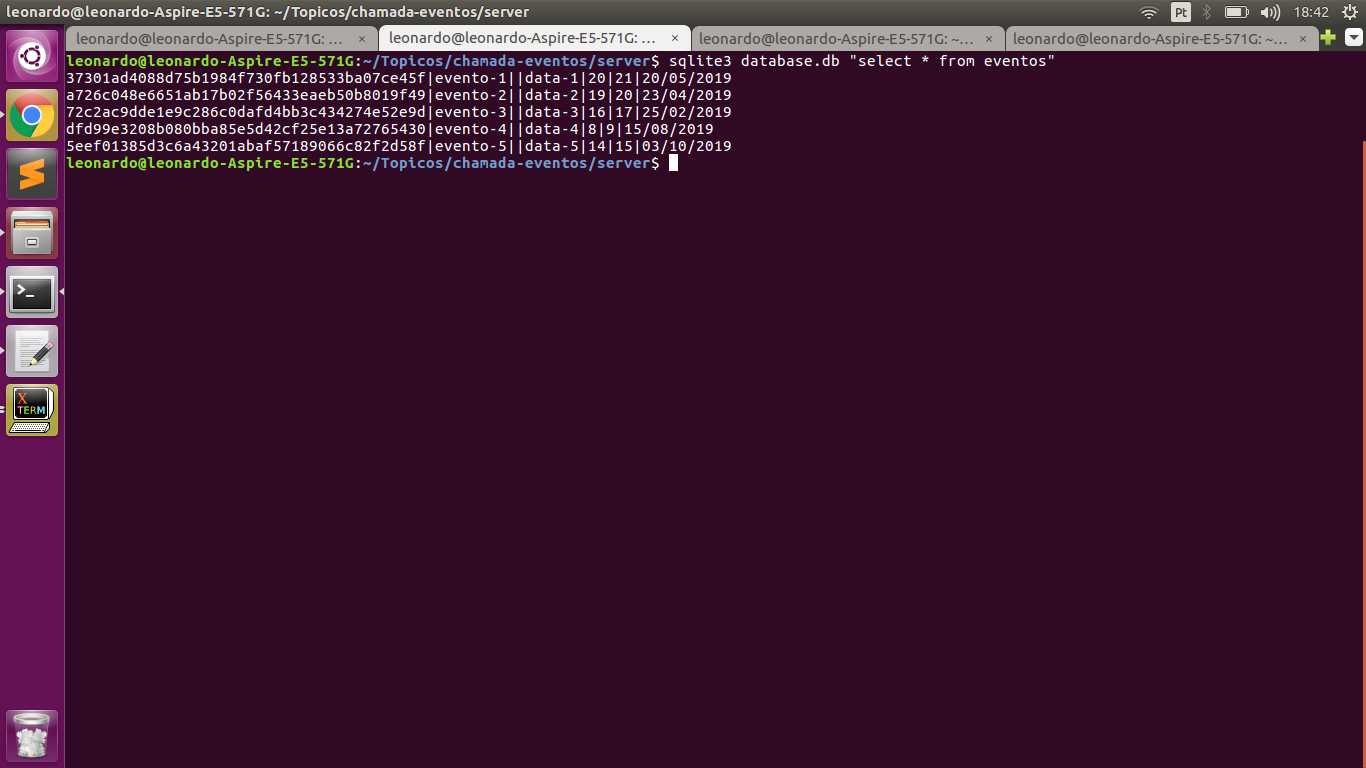 leonardo@leonardo-Aspire-E5-571G: ~/Topicos/chamada-eventos/server
Pt
18:42
leonardo@leonardo-Aspire-E5-571G: ... ×
leonardo@leonardo-Aspire-E5-571G: ... ×
leonardo@leonardo-Aspire-E5-571G: ~... ×
leonardo@leonardo-Aspire-E5-571G: ~... ×
leonardo@leonardo-Aspire-E5-571G:~/Topicos/chamada-eventos/server$ sqlite3 database.db "select * from eventos"
37301ad4088d75b1984f730fb128533ba07ce45f|evento-1||data-1|20|21|20/05/2019
a726c048e6651ab17b02f56433eaeb50b8019f49|evento-2||data-2|19|20|23/04/2019
72c2ac9dde1e9c286c0dafd4bb3c434274e52e9d|evento-3||data-3|16|17|25/02/2019
dfd99e3208b080bba85e5d42cf25e13a72765430|evento-4||data-4|8|9|15/08/2019
5eef01385d3c6a43201abaf57189066c82f2d58f|evento-5||data-5|14|15|03/10/2019
leonardo@leonardo-Aspire-E5-571G:~/Topicos/chamada-eventos/server$
X
TERM